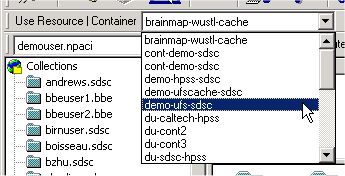 Use Resource | Container brainmap-wustl-cache
demouser.npaci
brainmap-wustl-cache
cont-demo-sdsc
cont-demo-sdsc
demo-hpss-sdsc
demo-ufscache-sdsc
demo-ufs-sdsc
du-caltech-hpss
du-cont2
du-cont3
du-sdsc-hpss
Collections
andrews.sdsc
bbeuser1.bbe
bbeuser2.bbe
birnuser.sdsc
boisseau.sdsc
bzhu.sdsc